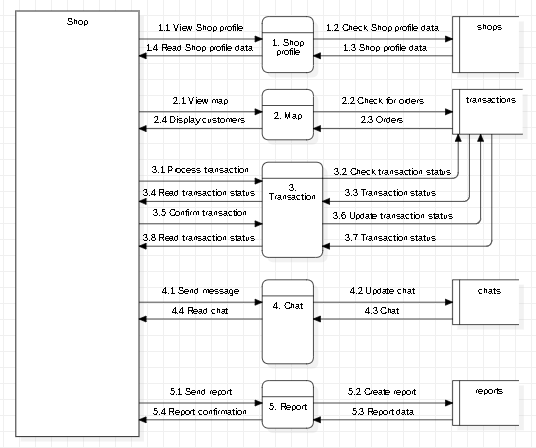 Shop
1.1 View Shop profile
1.4 Read Shop profile data
1. Shop
profile
1.2 Check Shop profile data
1.3 Shop profile data
shops
2.1 View map
2.4 Display customers
2. Map
2.2 Check for orders
2.3 Orders
transactions
3.1 Process transaction
3.4 Read transaction status
3.5 Confirm transaction
3.8 Read transaction status
3.
Transaction
3.2 Check transaction status
3.3 Transaction status
3.6 Update transaction status
3.7 Transaction status
4.1 Send message
4.4 Read chat
4. Chat
4.2 Update chat
4.3 Chat
chats
5.1 Send report
5.4 Report confirmation
5. Report
5.2 Create report
5.3 Report data
reports